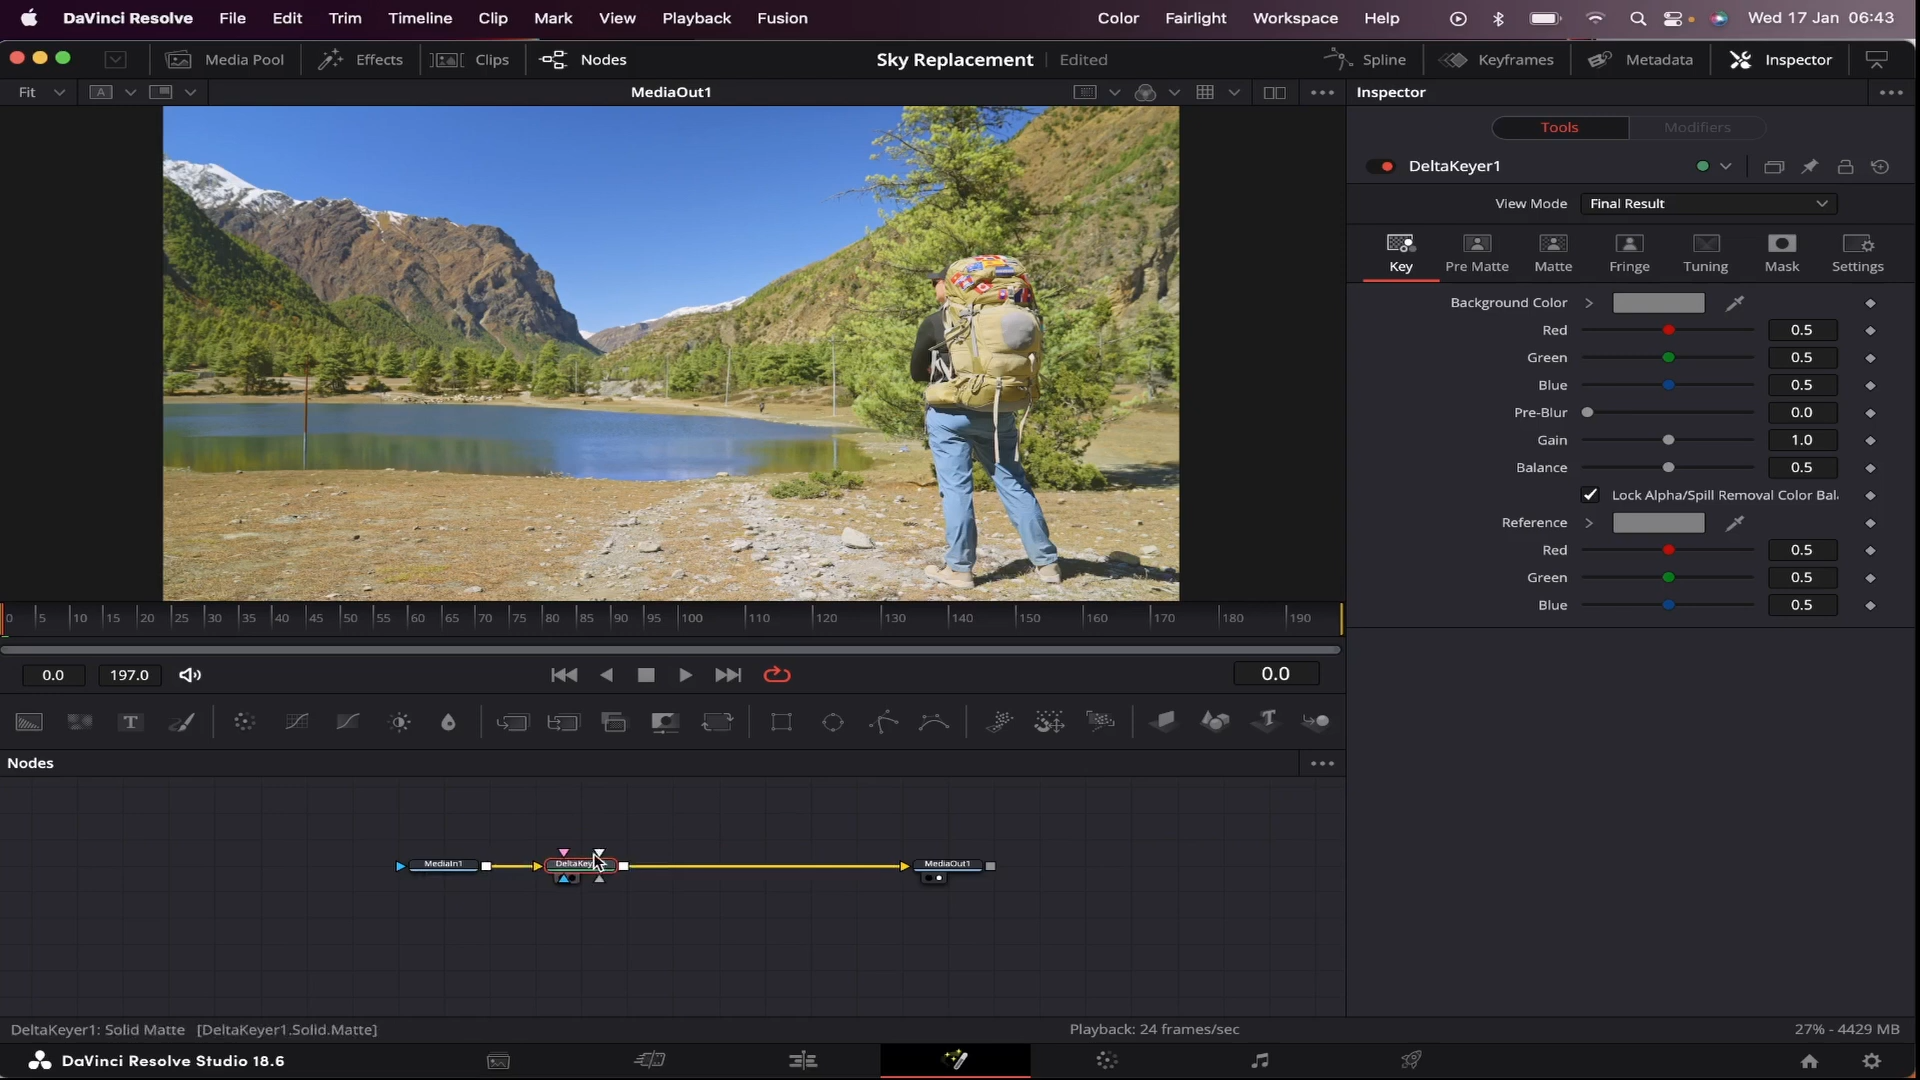 DaVinci Resolve File Edit Trim Timeline Clip Mark View Playback Fusion Color Fairlight Workspace Help Wed 17 Jan 06:43
Media Pool Effects Clips Nodes Sky Replacement Edited Spline Keyframes Metadata Inspector
Fit A MediaOut1 Inspector
Tools Modifiers
DeltaKeyer1
View Mode Final Result
Key Pre Matte Matte Fringe Tuning Mask Settings
Background Color
Red 0.5
Green 0.5
Blue 0.5
Pre-Blur 0.0
Gain 1.0
Balance 0.5
Lock Alpha/Spill Removal Color Bal
Reference
Red 0.5
Green 0.5
Blue 0.5
0 5 10 15 20 25 30 35 40 45 50 55 60 65 70 75 80 85 90 95 100 110 120 130 140 150 160 170 180 190
0.0 197.0 0.0
T T
Nodes
MediaIn1 DeltaKey MediaOut1
DeltaKeyer1: Solid Matte [DeltaKeyer1.Solid.Matte] Playback: 24 frames/sec 27% - 4429 MB
DaVinci Resolve Studio 18.6